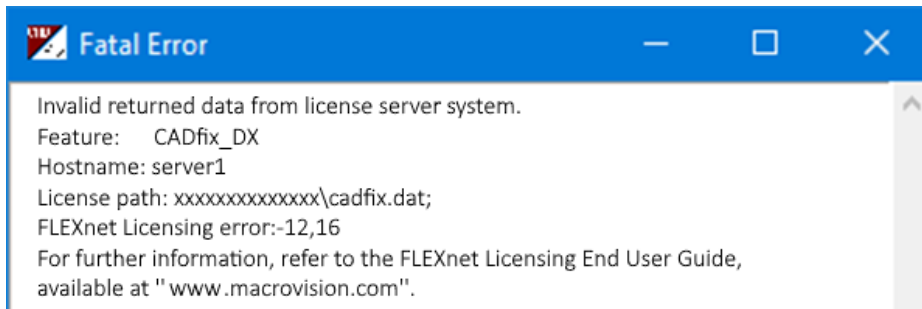 Fatal Error
Invalid returned data from license server system.
Feature: CADfix_DX
Hostname: server1
License path: xxxxxxxxxxxxxx\cadfix.dat;
FLEXnet Licensing error:-12,16
For further information, refer to the FLEXnet Licensing End User Guide,
available at "www.macrovision.com".